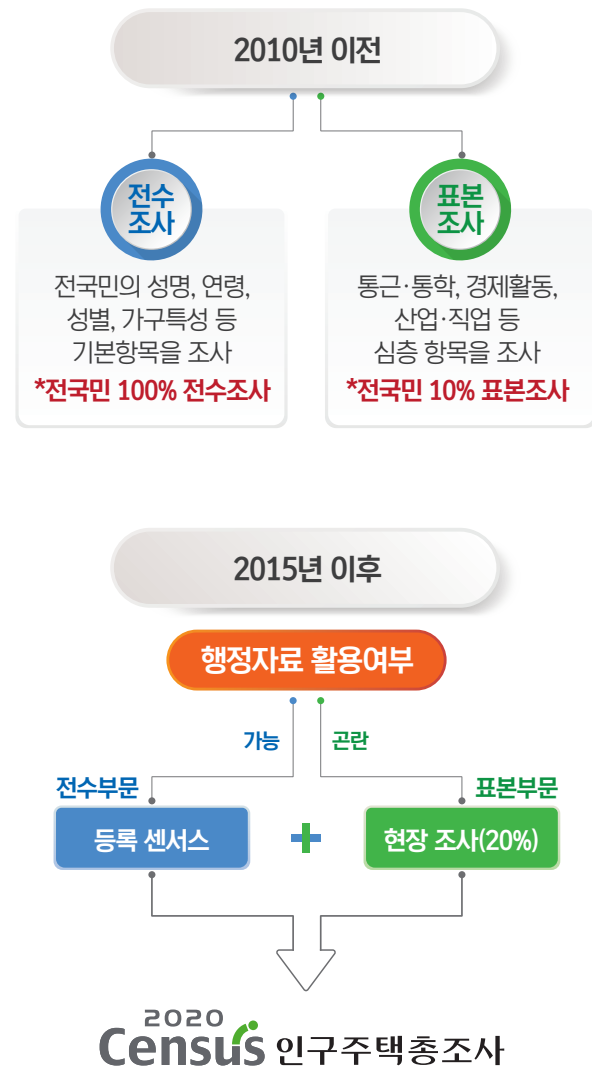 2010년 이전
전수
조사
전국민의 성명, 연령,
성별, 가구특성 등
기본항목을 조사
*전국민 100% 전수조사
표본
조사
통근·통학, 경제활동,
산업·직업 등
심층 항목을 조사
*전국민 10% 표본조사
2015년 이후
행정자료 활용여부
가능
곤란
전수부문
표본부문
등록 센서스
현장 조사(20%)
2020
Census 인구주택총조사